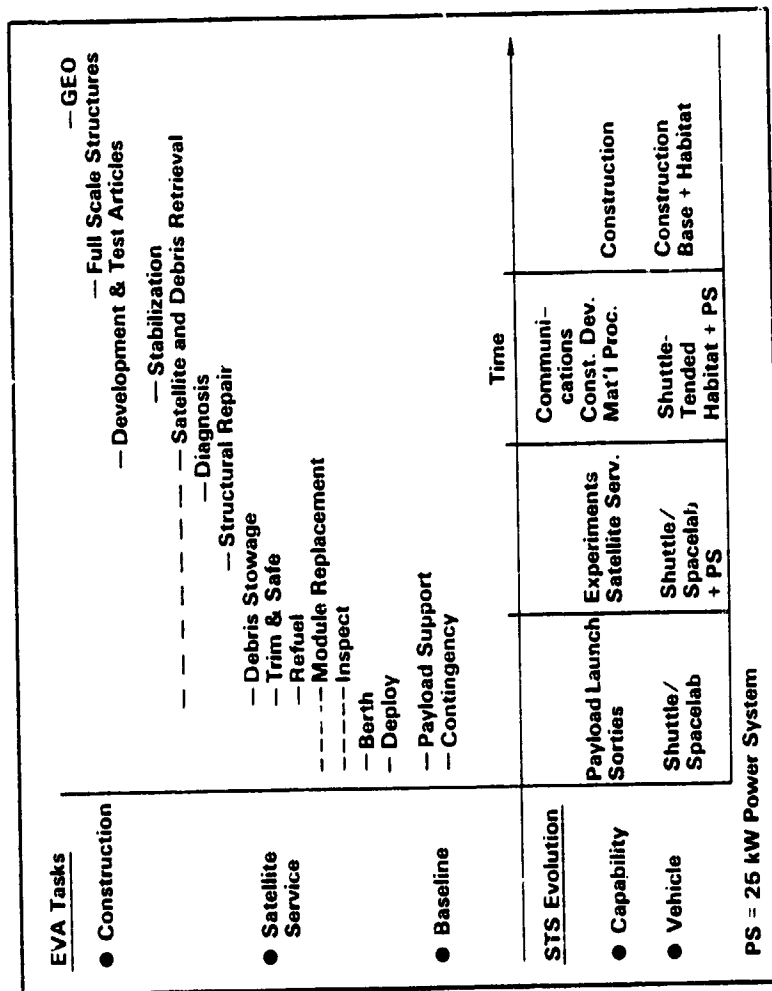 EVA Tasks
● Construction
— GEO
— Full Scale Structures
— Development & Test Articles
● Satellite
Service
— Stabilization
— — — — — — Satellite and Debris Retrieval
— Diagnosis
— Structural Repair
— Debris Stowage
— Trim & Safe
— Refuel
----— Module Replacement
-----Inspect
— Berth
— Deploy
● Baseline
— Payload Support
— Contingency
Time
STS Evolution
● Capability
Payload Launch
Sorties
Experiments
Satellite Serv.
Communi-
cations
Const. Dev.
Mat'l Proc.
Construction
● Vehicle
Shuttle/
Spacelab
Shuttle/
Spacelab
+ PS
Shuttle-
Tended
Habitat + PS
Construction
Base + Habitat
PS = 25 kW Power System